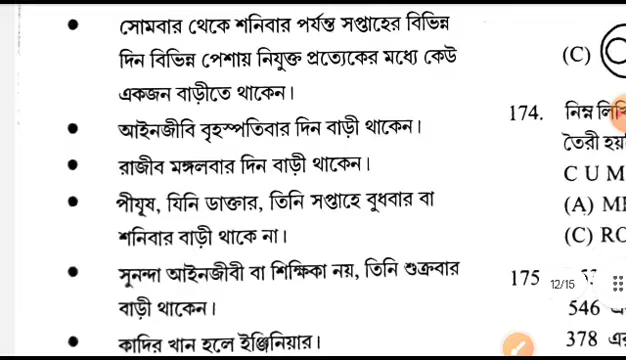 সোমবার থেকে শনিবার পর্যন্ত সপ্তাহের বিভিন্ন
দিন বিভিন্ন পেশায় নিযুক্ত প্রত্যেকের মধ্যে কেউ
একজন বাড়ীতে থাকেন।
আইনজীবি বৃহস্পতিবার দিন বাড়ী থাকেন।
রাজীব মঙ্গলবার দিন বাড়ী থাকেন।
পীযূষ, যিনি ডাক্তার, তিনি সপ্তাহে বুধবার বা
শনিবার বাড়ী থাকে না।
সুনন্দা আইনজীবী বা শিক্ষিকা নয়, তিনি শুক্রবার
বাড়ী থাকেন।
কাদির খান হলে ইঞ্জিনিয়ার।
(C)
174. নিম্ন
তৈরী হয়
C U M
(A)
(C) RO
175
12/15
546
378 এর